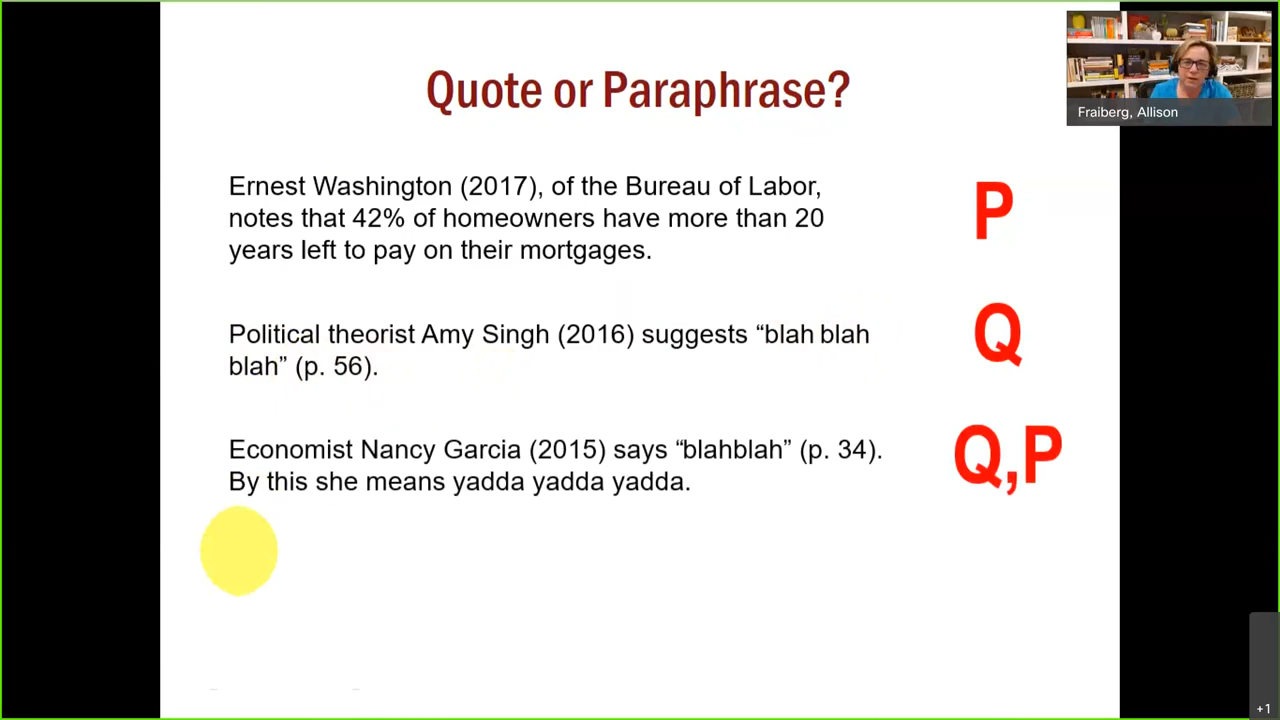 Quote or Paraphrase?
Fraiberg, Allison
Ernest Washington (2017), of the Bureau of Labor,
notes that 42% of homeowners have more than 20
years left to pay on their mortgages.
P
Political theorist Amy Singh (2016) suggests “blah blah
blah” (p. 56).
Q
Economist Nancy Garcia (2015) says “blahblah” (p. 34).
By this she means yadda yadda yadda.
Q,P
+1